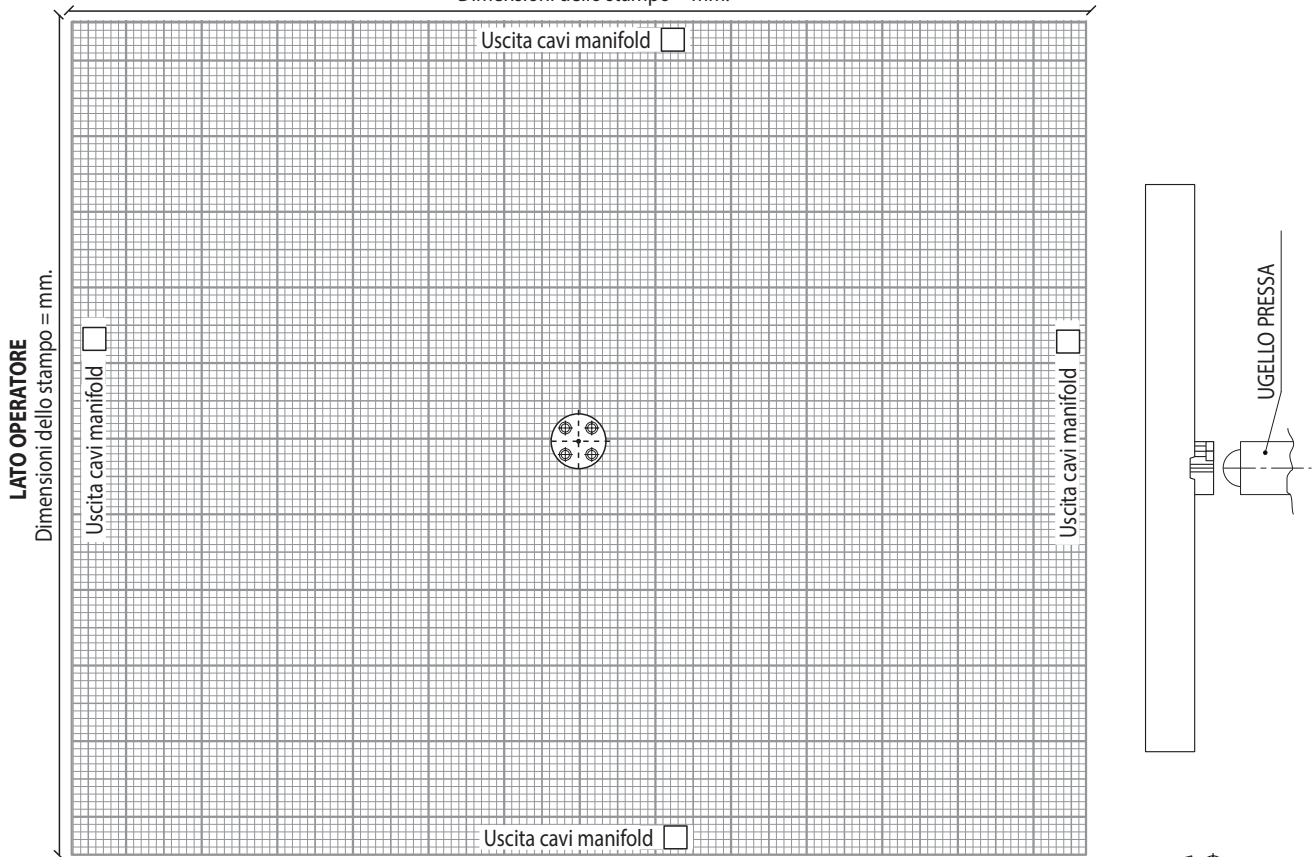 Dimensioni dello stampo = mm.
Uscita cavi manifold
LATO OPERATORE
Dimensioni dello stampo = mm.
Uscita cavi manifold
Uscita cavi manifold
UGELLO PRESSA
Uscita cavi manifold